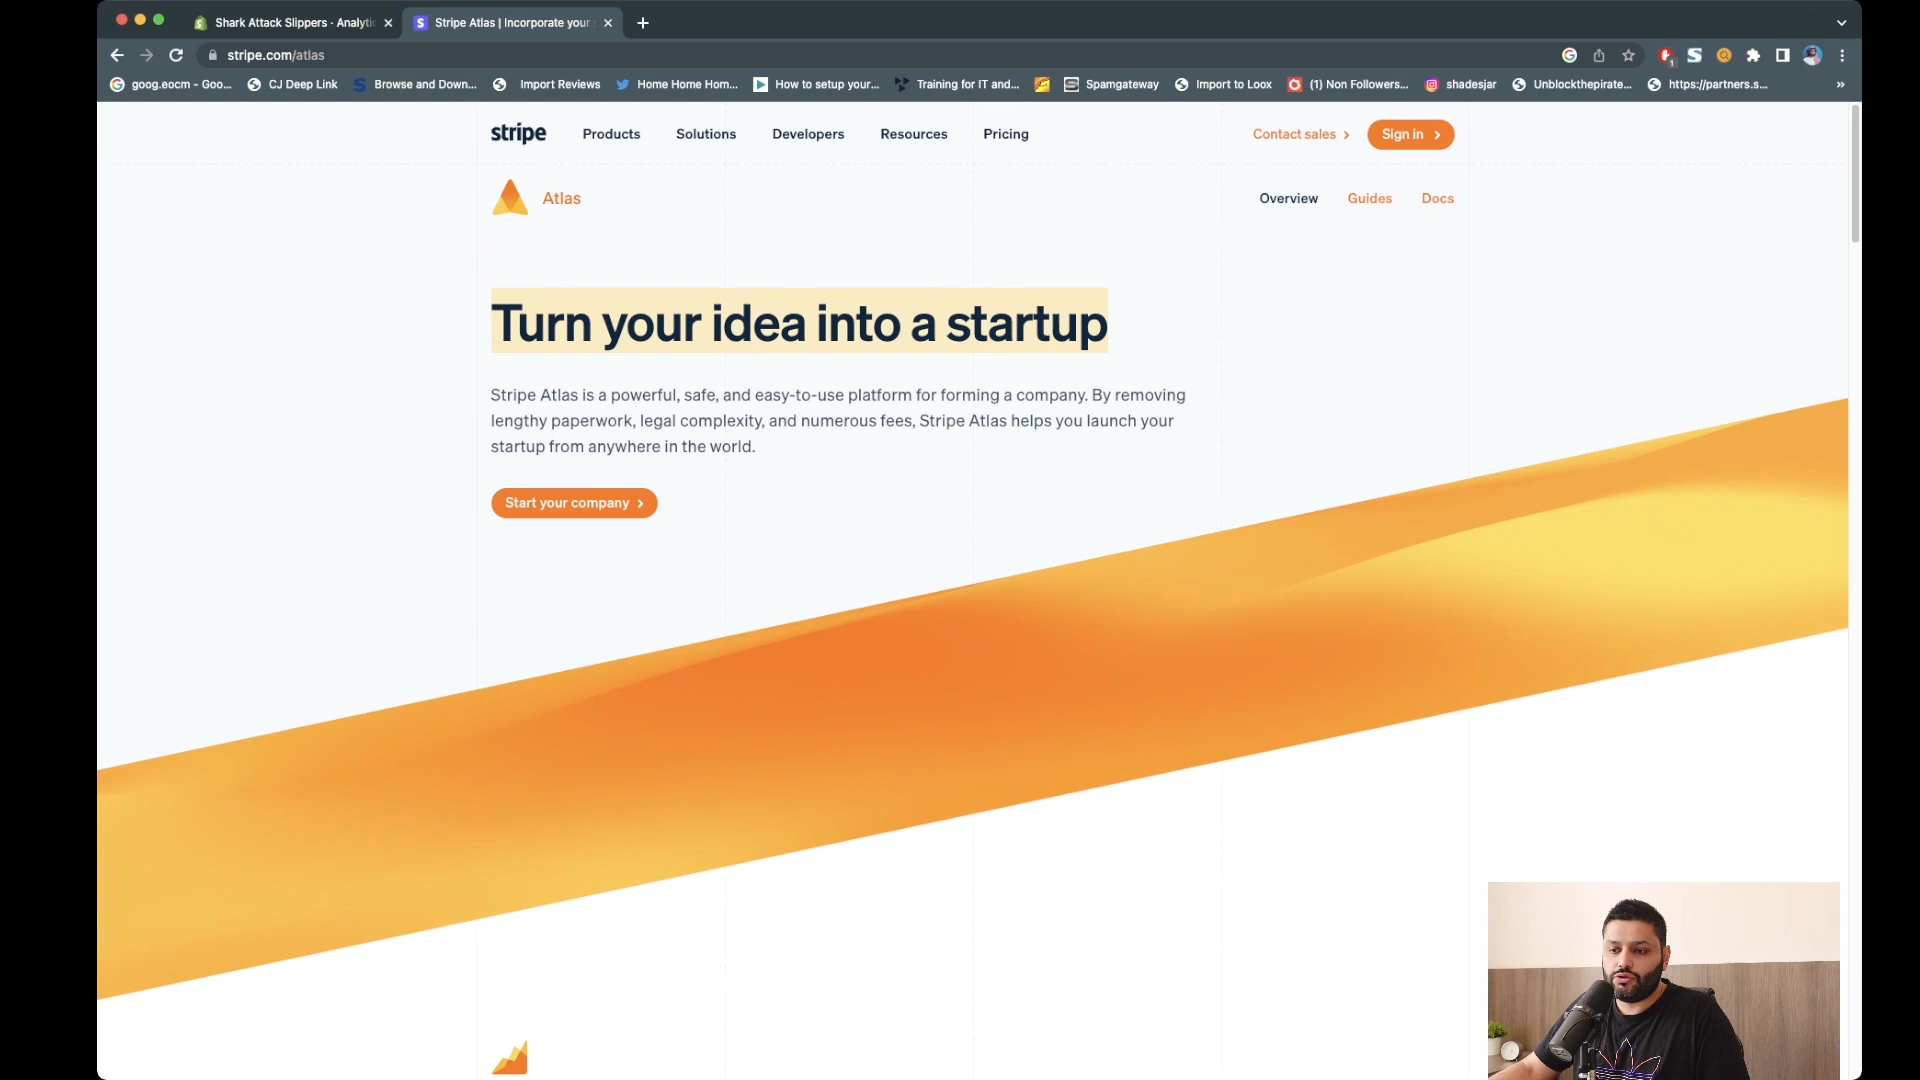 Shark Attack Slippers · Analyti
Stripe Atlas | Incorporate your
stripe.com/atlas
goog.eocm - Goo...
CJ Deep Link
Browse and Down...
Import Reviews
Home Home Hom...
How to setup your...
Training for IT and...
Spamgateway
Import to Loox
(1) Non Followers...
shadesjar
Unblockthepirate...
https://partners.s...
stripe
Products
Solutions
Developers
Resources
Pricing
Contact sales
Sign in
Atlas
Overview
Guides
Docs
Turn your idea into a startup
Stripe Atlas is a powerful, safe, and easy-to-use platform for forming a company. By removing
lengthy paperwork, legal complexity, and numerous fees, Stripe Atlas helps you launch your
startup from anywhere in the world.
Start your company